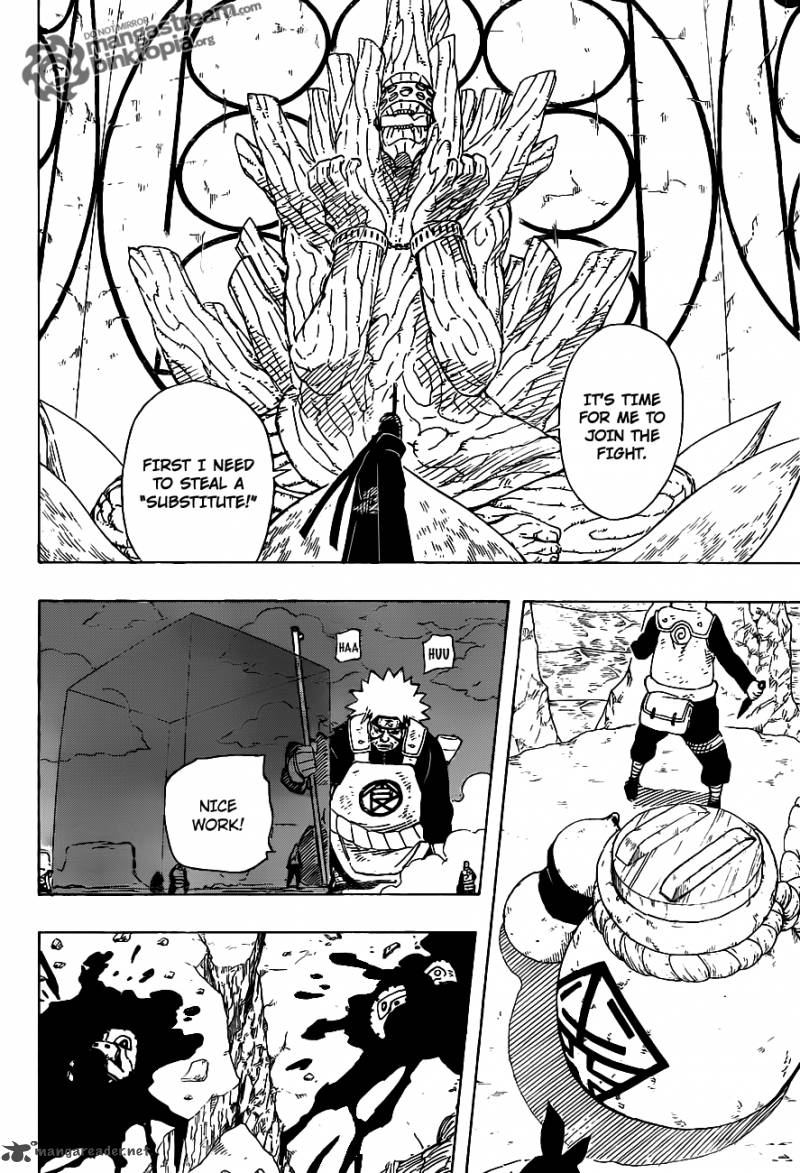 DO NOT MIRROR
mangastream.com
binktopia.org
IT'S TIME
FOR ME TO
JOIN THE
FIGHT.
FIRST I NEED
TO STEAL A
"SUBSTITUTE!"
HAA
HUU
NICE
WORK!
食
mangareader.net